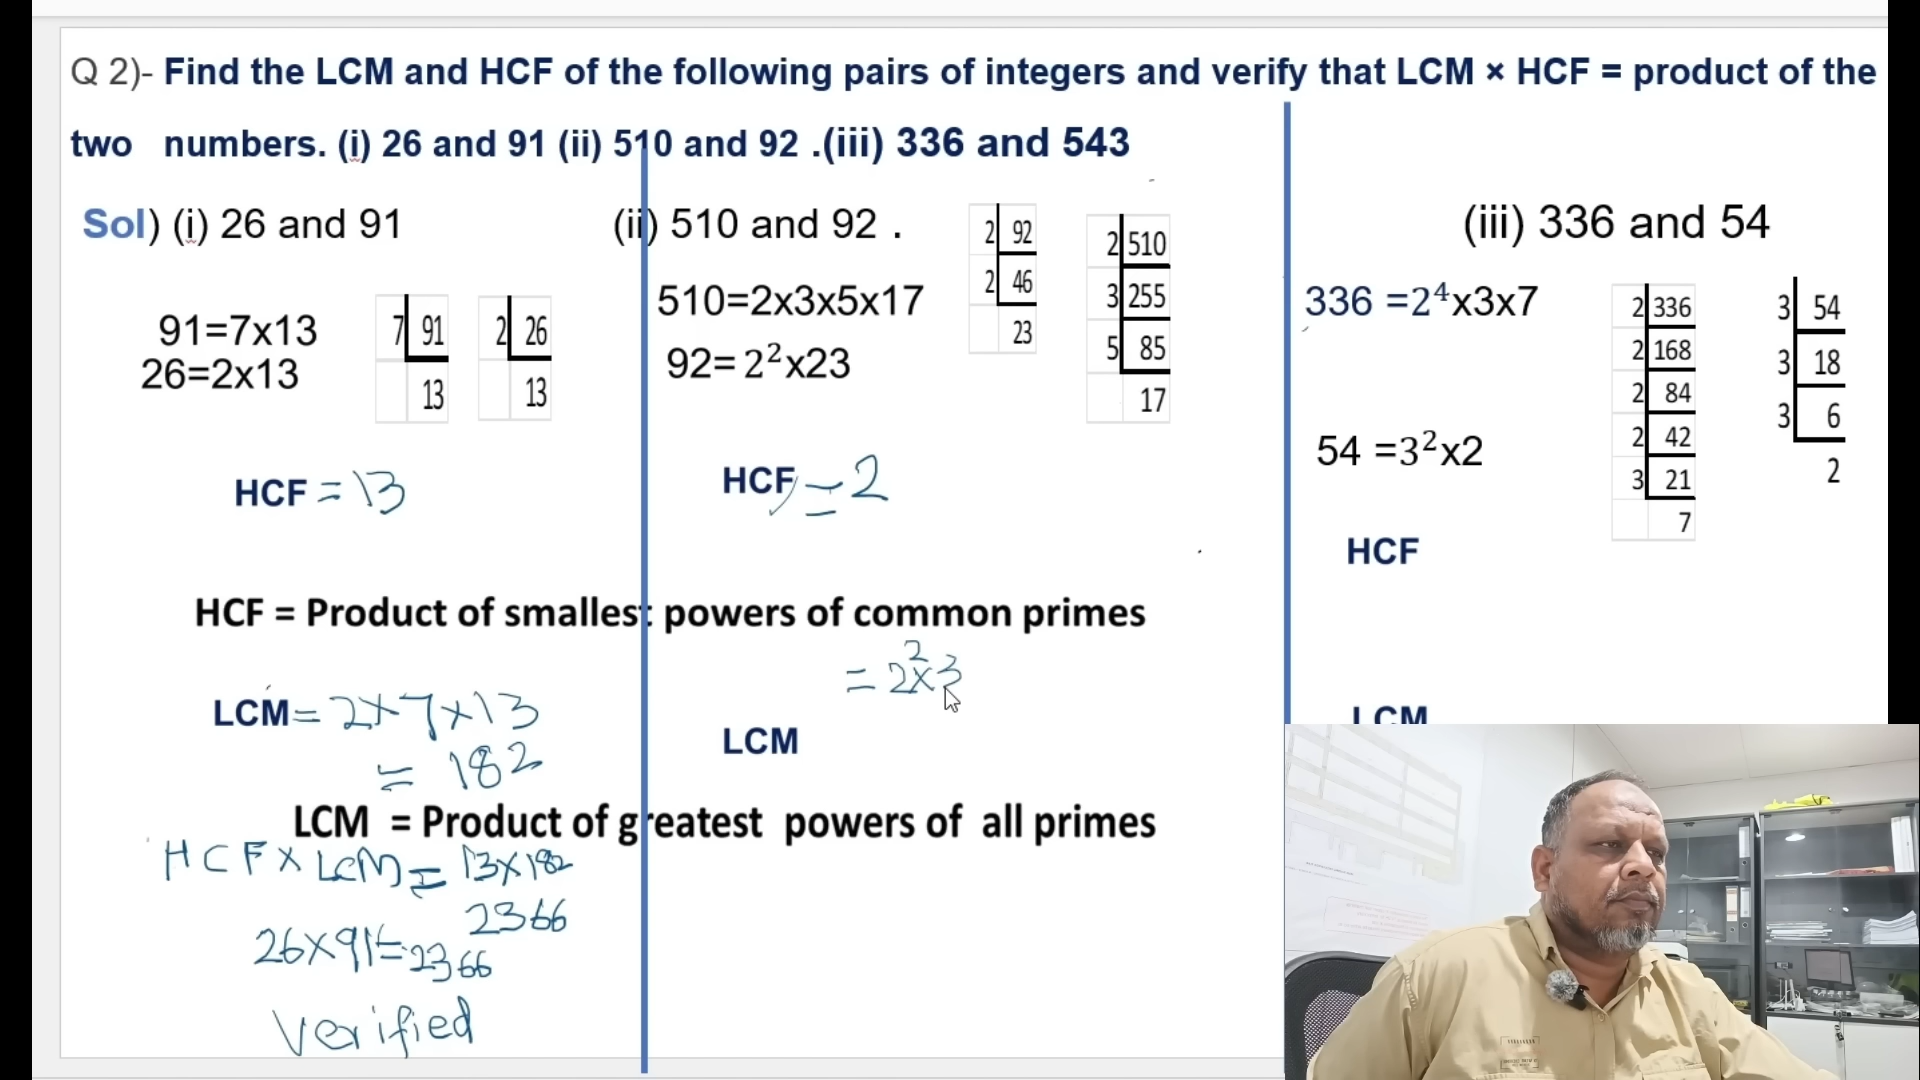 Q 2)- Find the LCM and HCF of the following pairs of integers and verify that LCM × HCF = product of the
two numbers. (i) 26 and 91 (ii) 510 and 92 .(iii) 336 and 543
Sol) (i) 26 and 91
91=7x13
26=2x13
7 91
13
2 26
13
HCF = 13
(ii) 510 and 92 .
510=2x3x5x17
92= 2²x23
2 92
2 46
23
2 510
3 255
5 85
17
HCF = 2
(iii) 336 and 54
336 =2⁴x3x7
54 =3²x2
2 336
2 168
2 84
2 42
3 21
7
3 54
3 18
3 6
2
HCF
HCF = Product of smallest powers of common primes
= 2² x 3
LCM = 2x7x13
= 182
LCM
LCM
LCM = Product of greatest powers of all primes
HCF X LCM = 13x182
2366
26x91 = 2366
Verified